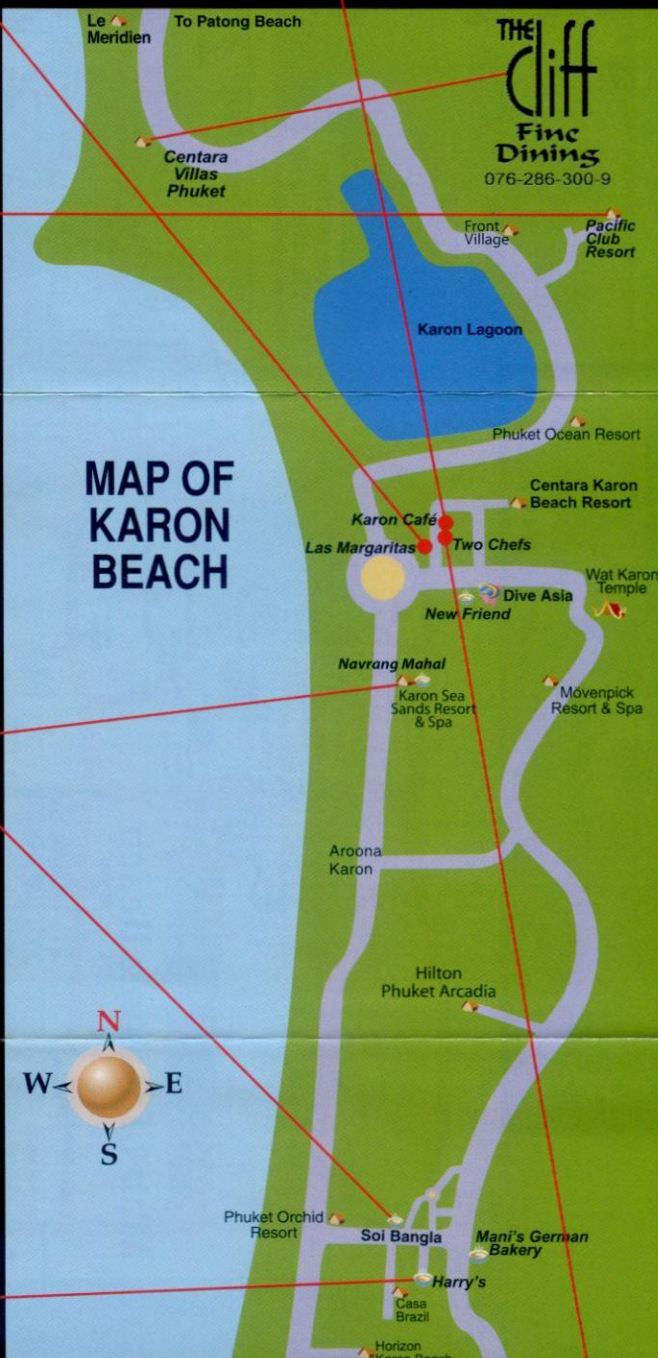 Le
Meridien
To Patong Beach
THE
Cliff
Fine
Dining
076-286-300-9
Centara
Villas
Phuket
Front
Village
Pacific
Club
Resort
Karon Lagoon
Phuket Ocean Resort
MAP OF
KARON
BEACH
Centara Karon
Beach Resort
Karon Café
Las Margaritas
Two Chefs
Wat Karon
Temple
Dive Asia
New Friend
Navrang Mahal
Karon Sea
Sands Resort
& Spa
Mövenpick
Resort & Spa
Aroona
Karon
Hilton
Phuket Arcadia
N
W
E
S
Phuket Orchid
Resort
Soi Bangla
Mani's German
Bakery
Harry's
Casa
Brazil
Horizon
Karon Beach